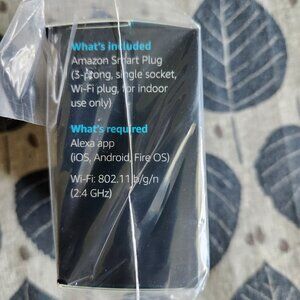 What's included
Amazon Smart Plug
(3-prong, single socket,
Wi-Fi plug, for indoor
use only)
What's required
Alexa app
(iOS, Android, Fire OS)
Wi-Fi: 802.11 b/g/n
(2.4 GHz)